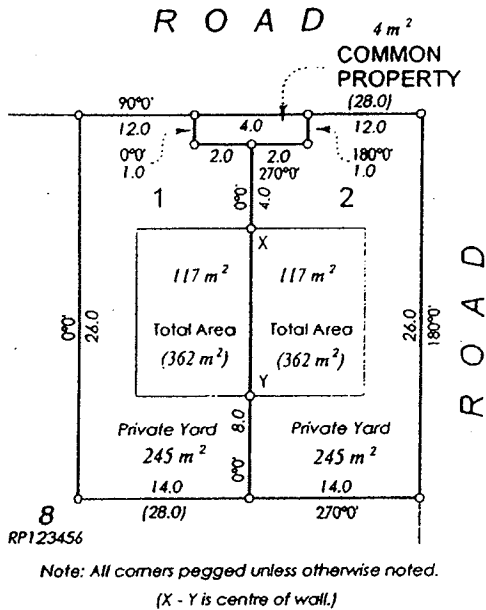 ROAD
4 m²
COMMON
PROPERTY
90°0'
(28.0)
12.0
4.0
12.0
0°0'
1.0
2.0
2.0
180°0'
1.0
270°0'
1
0°0'
4.0
2
X
117 m²
117 m²
ROAD
0°0'
26.0
26.0
180°0'
Total Area
(362 m²)
Total Area
(362 m²)
Y
Private Yard
245 m²
8.0
0°0'
Private Yard
245 m²
14.0
14.0
8
(28.0)
270°0'
RP123456
Note: All corners pegged unless otherwise noted.
(X - Y is centre of wall.)